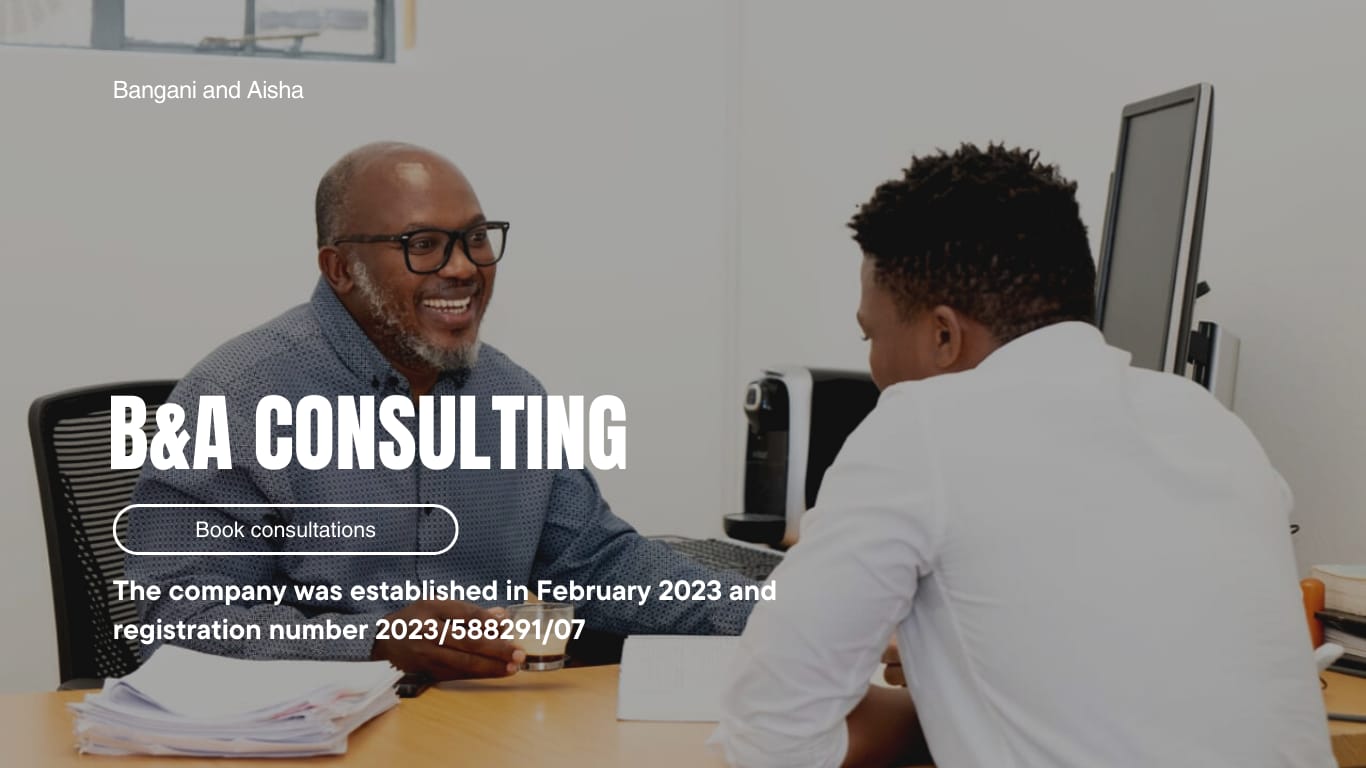 Bangani and Aisha
B&A CONSULTING
Book consultations
The company was established in February 2023 and
registration number 2023/588291/07